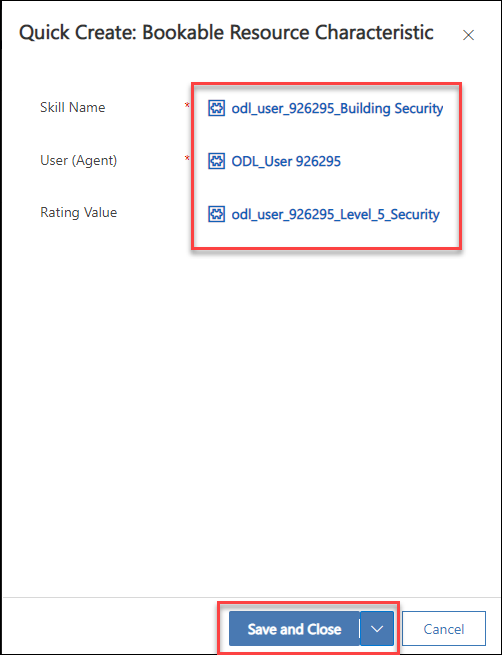 Quick Create: Bookable Resource Characteristic
Skill Name * odl_user_926295_Building Security
User (Agent) * ODL_User 926295
Rating Value odl_user_926295_Level_5_Security
Save and Close Cancel